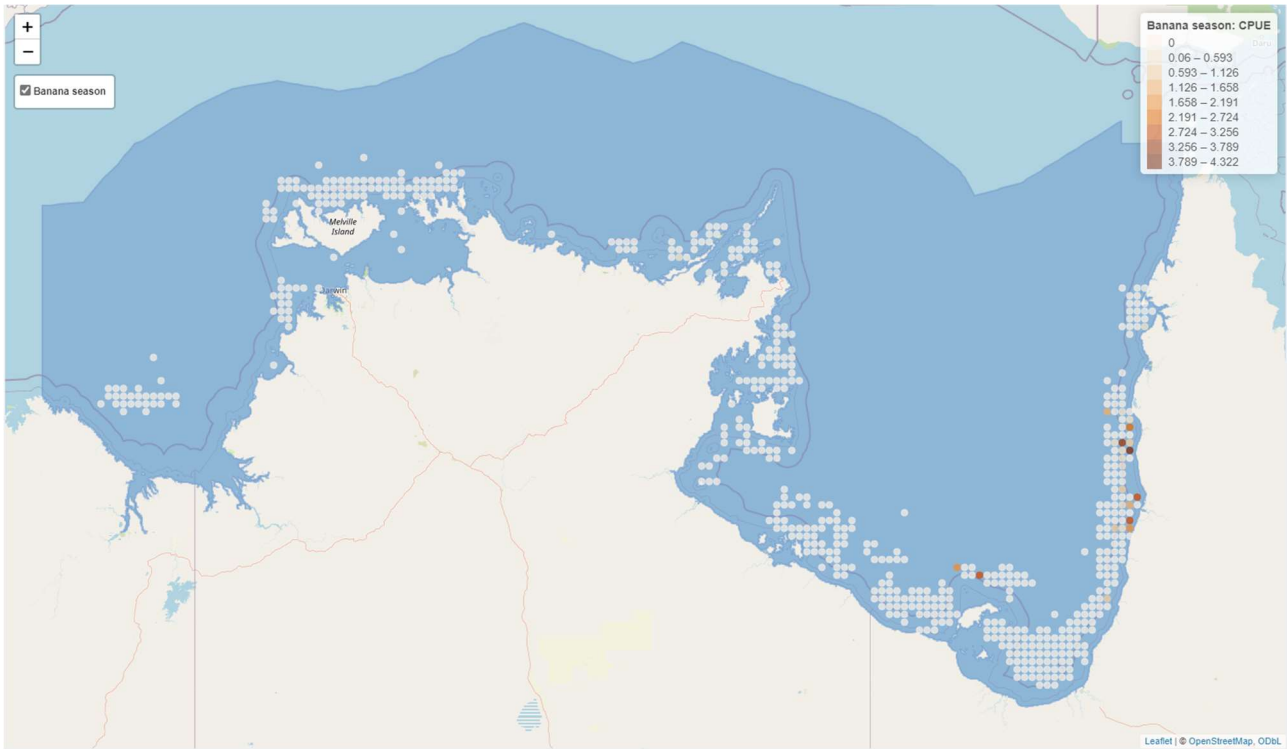 +
−
Banana season
Banana season: CPUE
0
0.06 – 0.593
0.593 – 1.126
1.126 – 1.658
1.658 – 2.191
2.191 – 2.724
2.724 – 3.256
3.256 – 3.789
3.789 – 4.322
Daru
Melville
Island
Darwin
Leaflet | © OpenStreetMap, ODbL